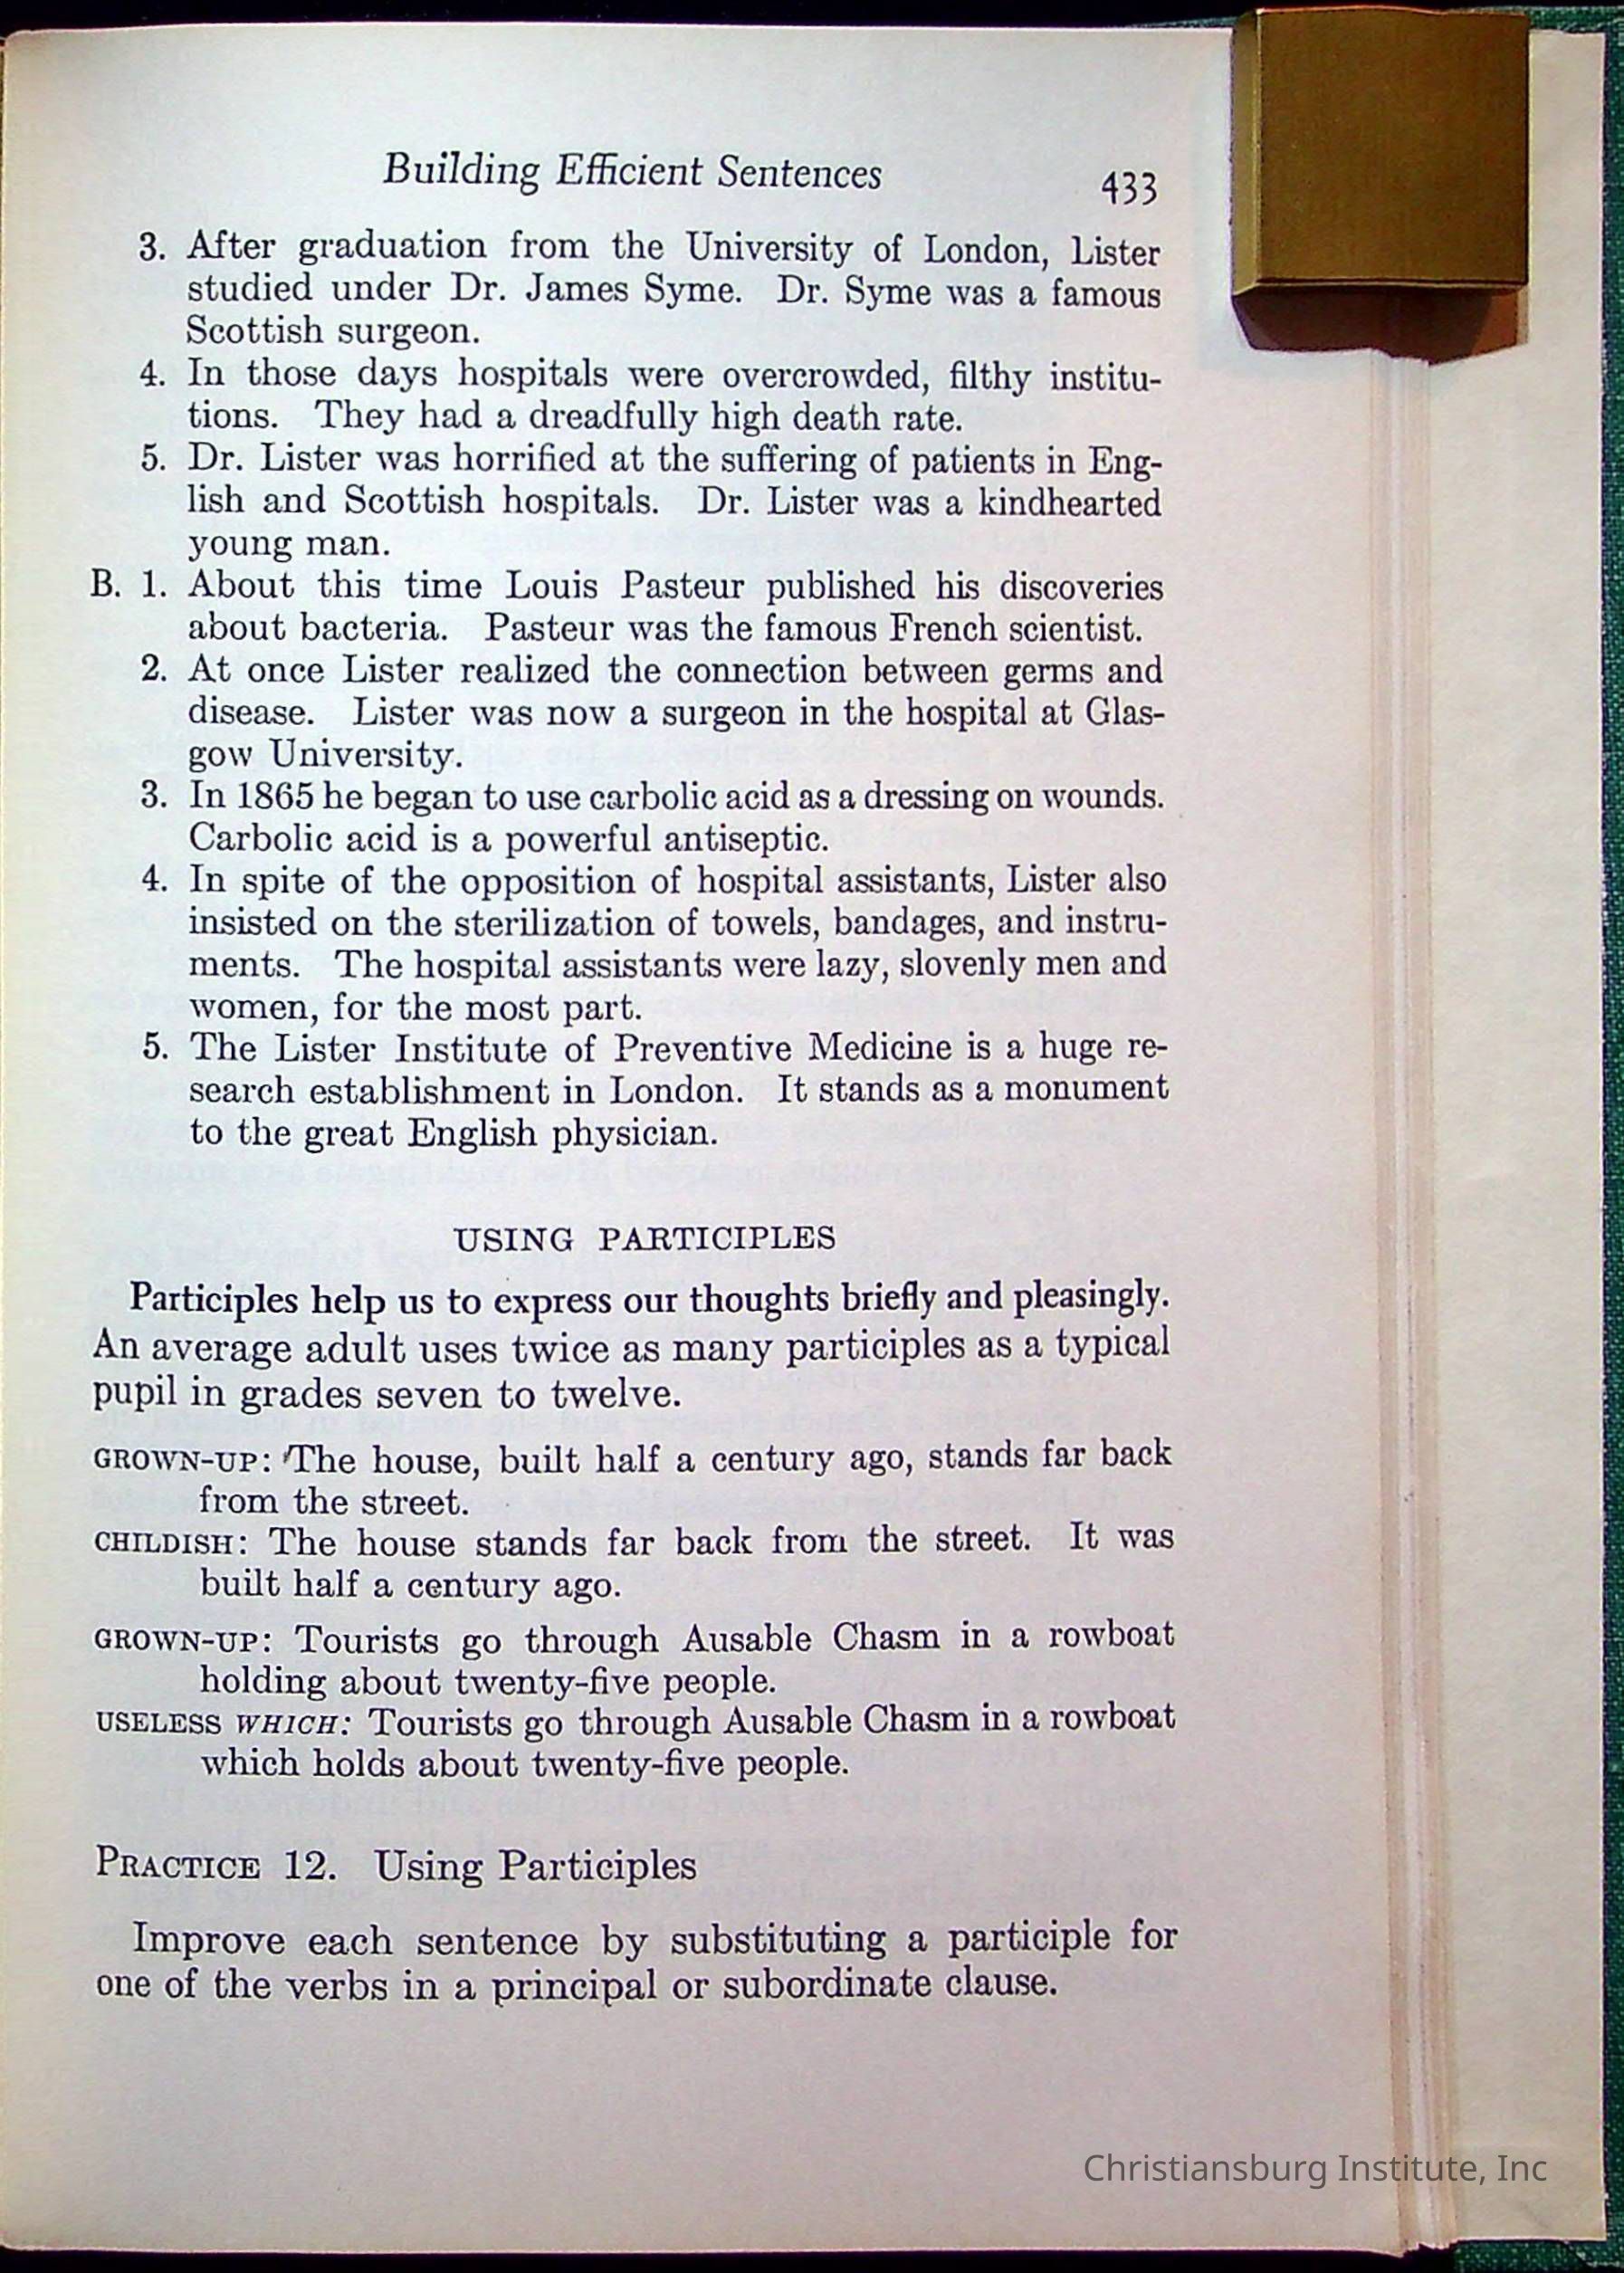 Building Efficient Sentences 433
3. After graduation from the University of London, Lister
studied under Dr. James Syme. Dr. Syme was a famous
Scottish surgeon.
4. In those days hospitals were overcrowded, filthy institu-
tions. They had a dreadfully high death rate.
5. Dr. Lister was horrified at the suffering of patients in Eng-
lish and Scottish hospitals. Dr. Lister was a kindhearted
young man.
B. 1. About this time Louis Pasteur published his discoveries
about bacteria. Pasteur was the famous French scientist.
2. At once Lister realized the connection between germs and
disease. Lister was now a surgeon in the hospital at Glas-
gow University.
3. In 1865 he began to use carbolic acid as a dressing on wounds.
Carbolic acid is a powerful antiseptic.
4. In spite of the opposition of hospital assistants, Lister also
insisted on the sterilization of towels, bandages, and instru-
ments. The hospital assistants were lazy, slovenly men and
women, for the most part.
5. The Lister Institute of Preventive Medicine is a huge re-
search establishment in London. It stands as a monument
to the great English physician.
USING PARTICIPLES
Participles help us to express our thoughts briefly and pleasingly.
An average adult uses twice as many participles as a typical
pupil in grades seven to twelve.
GROWN-UP: The house, built half a century ago, stands far back
from the street.
CHILDISH: The house stands far back from the street. It was
built half a century ago.
GROWN-UP: Tourists go through Ausable Chasm in a rowboat
holding about twenty-five people.
USELESS WHICH: Tourists go through Ausable Chasm in a rowboat
which holds about twenty-five people.
PRACTICE 12. Using Participles
Improve each sentence by substituting a participle for
one of the verbs in a principal or subordinate clause.
Christiansburg Institute, Inc